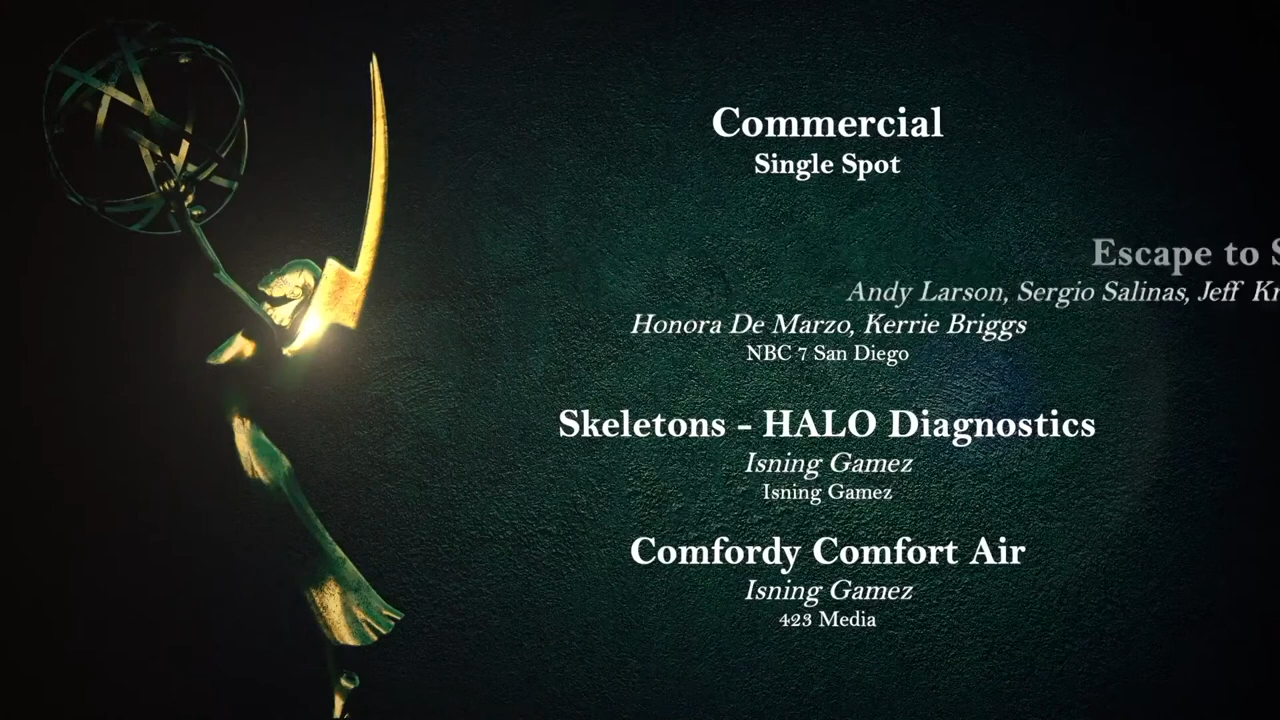 Commercial
Single Spot
Escape to
Andy Larson, Sergio Salinas, Jeff
Honora De Marzo, Kerrie Briggs
NBC 7 San Diego
Skeletons - HALO Diagnostics
Isning Gamez
Isning Gamez
Comfordy Comfort Air
Isning Gamez
423 Media